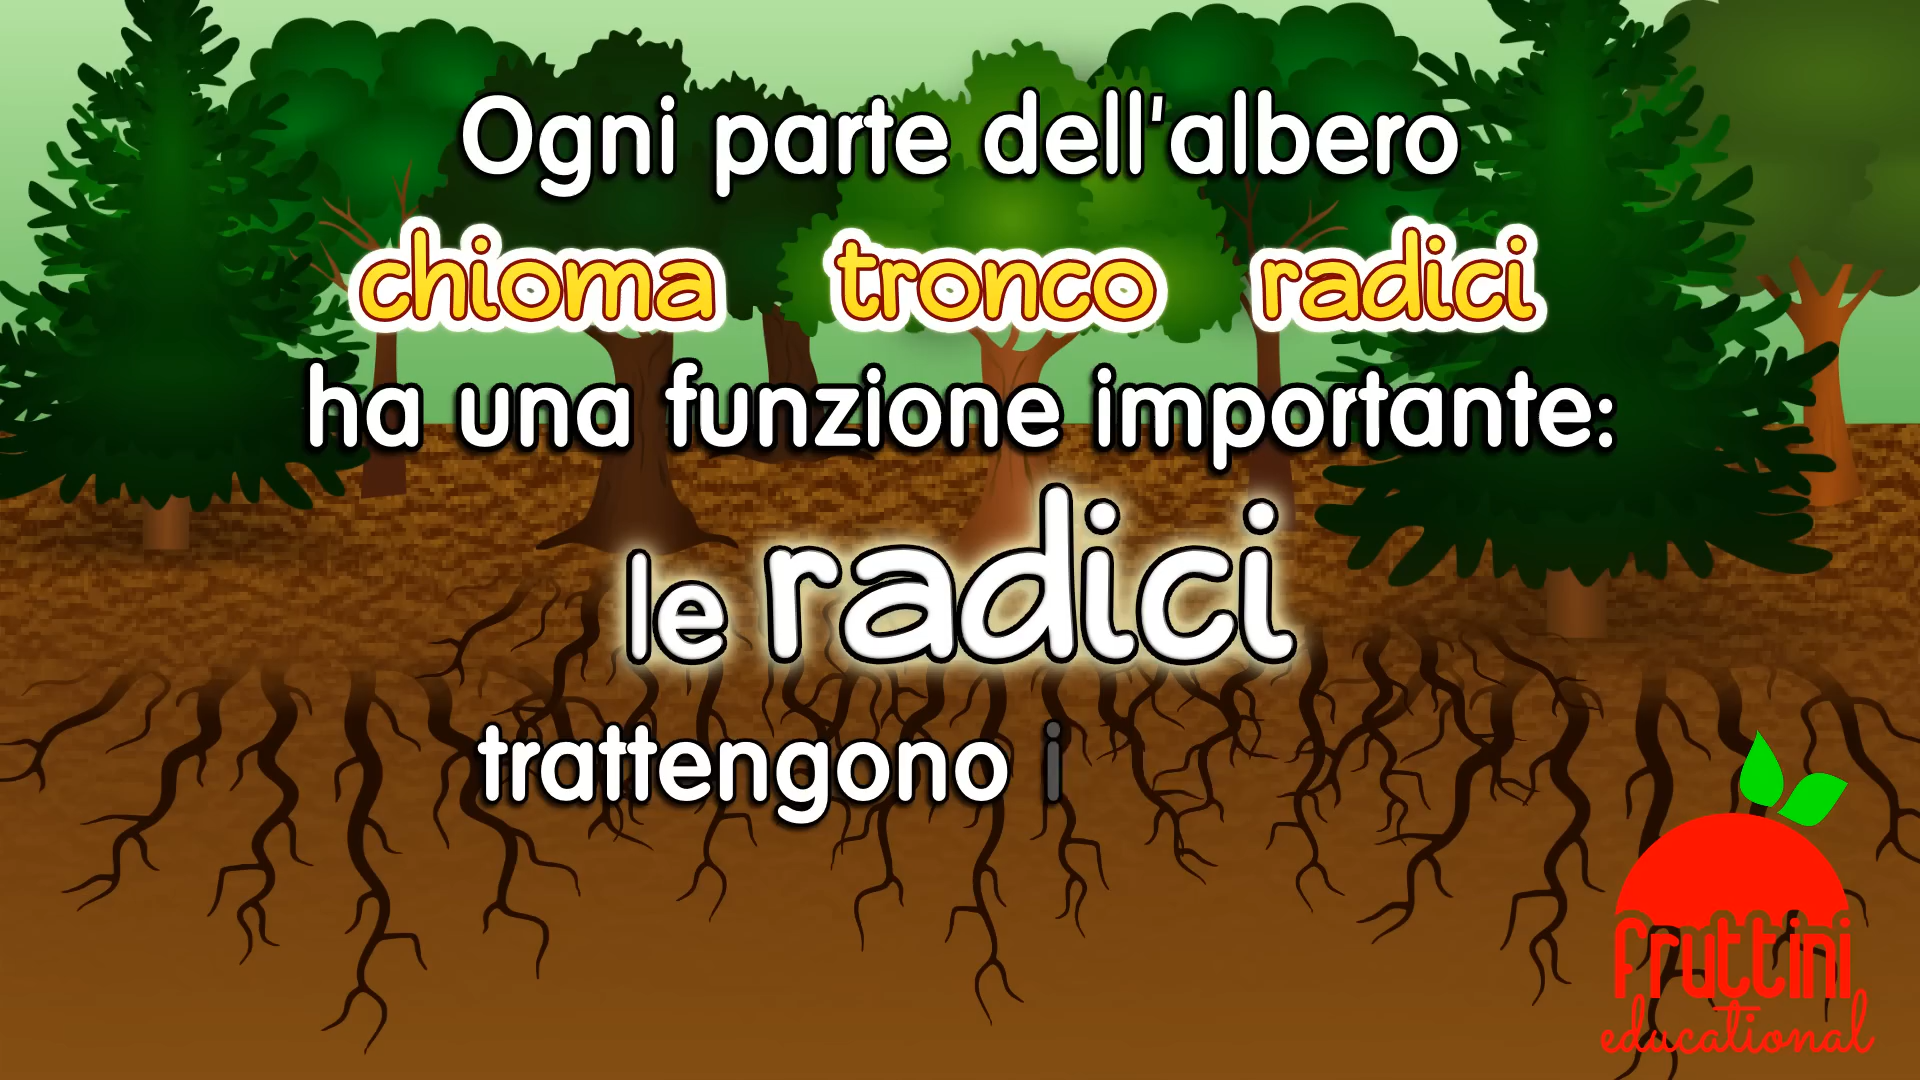 Ogni parte dell'albero
chioma tronco radici
ha una funzione importante:
le radici
trattengono i
fruttini
educational